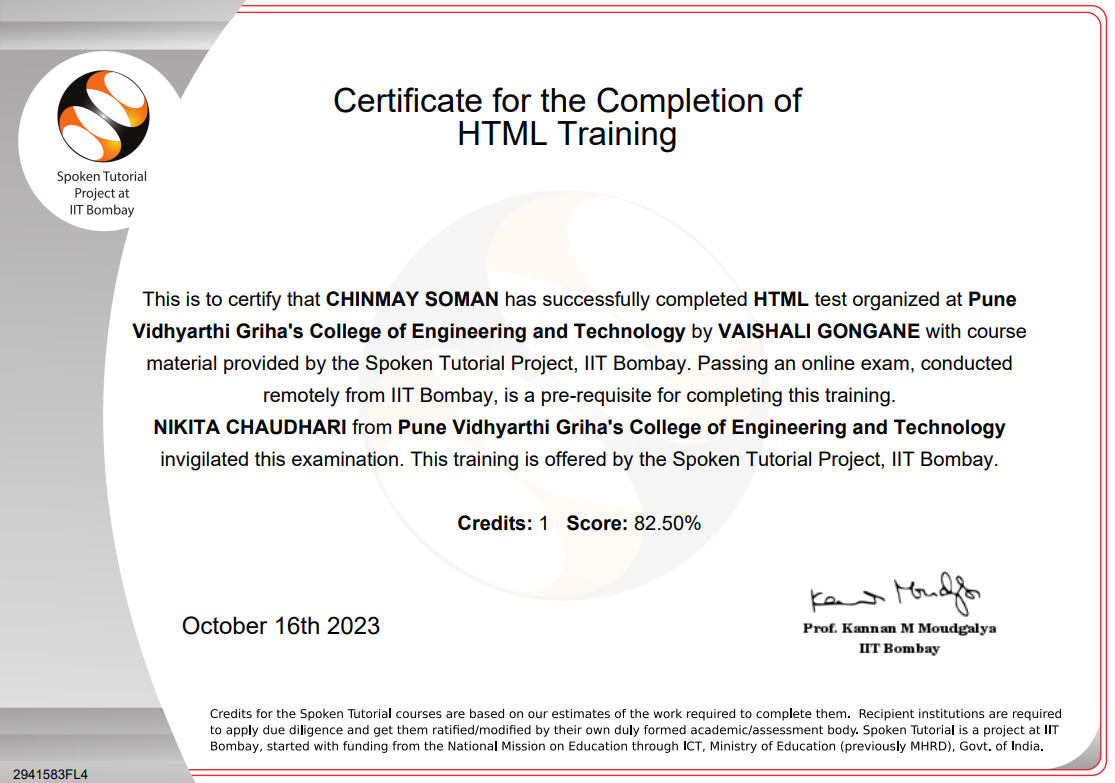 Certificate for the Completion of
HTML Training
Spoken Tutorial
Project at
IIT Bombay
This is to certify that CHINMAY SOMAN has successfully completed HTML test organized at Pune
Vidhyarthi Griha's College of Engineering and Technology by VAISHALI GONGANE with course
material provided by the Spoken Tutorial Project, IIT Bombay. Passing an online exam, conducted
remotely from IIT Bombay, is a pre-requisite for completing this training.
NIKITA CHAUDHARI from Pune Vidhyarthi Griha's College of Engineering and Technology
invigilated this examination. This training is offered by the Spoken Tutorial Project, IIT Bombay.
Credits: 1 Score: 82.50%
October 16th 2023
Kannan Moudgalya
Prof. Kannan M Moudgalya
IIT Bombay
Credits for the Spoken Tutorial courses are based on our estimates of the work required to complete them. Recipient institutions are required
to apply due diligence and get them ratified/modified by their own duly formed academic/assessment body. Spoken Tutorial is a project at IIT
Bombay, started with funding from the National Mission on Education through ICT, Ministry of Education (previously MHRD), Govt. of India.
2941583FL4